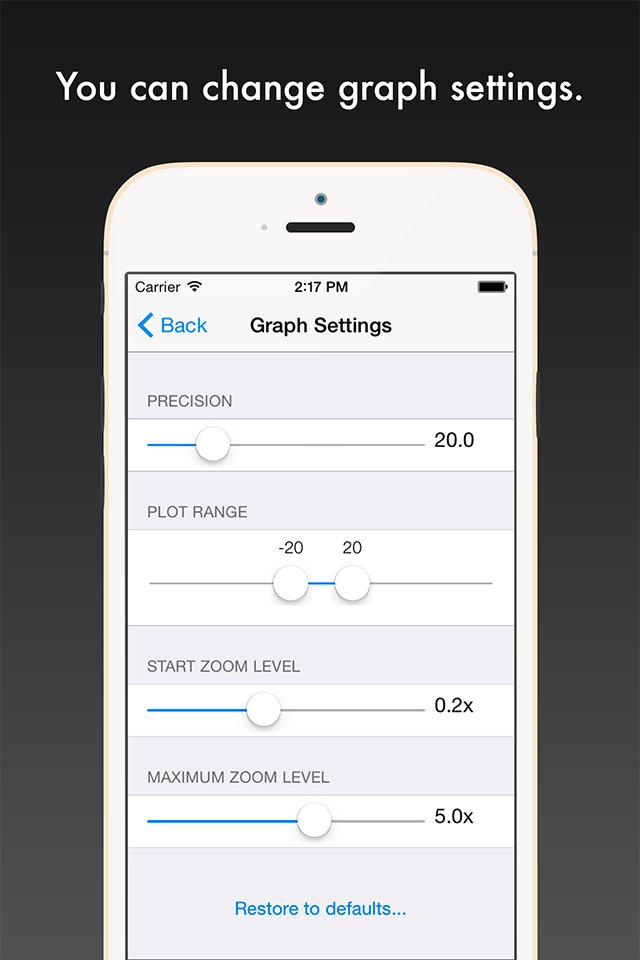 You can change graph settings.
Carrier 2:17 PM
Back Graph Settings
PRECISION
20.0
PLOT RANGE
-20 20
START ZOOM LEVEL
0.2x
MAXIMUM ZOOM LEVEL
5.0x
Restore to defaults...